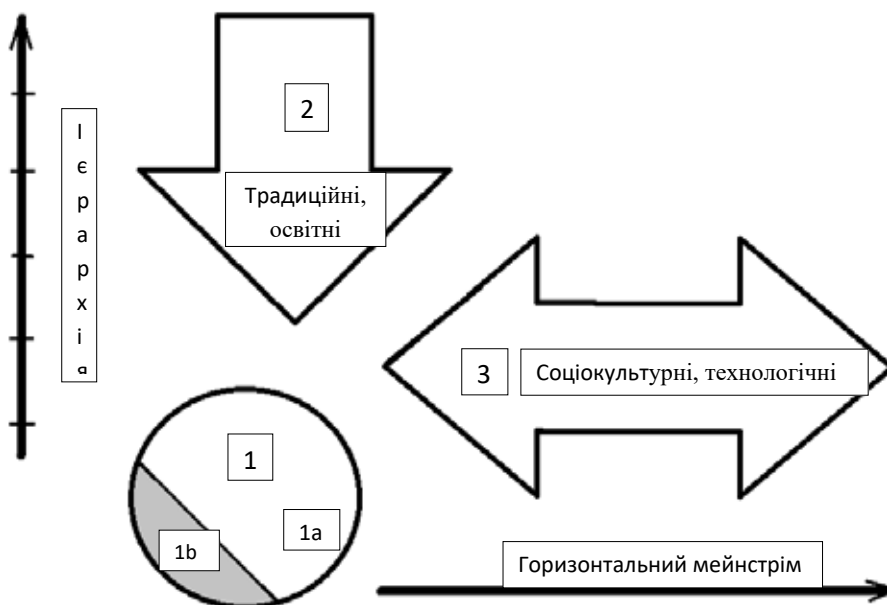 2
Ієрархія
Традиційні,
освітні
3
Соціокультурні, технологічні
1
1a
1b
Горизонтальний мейнстрім